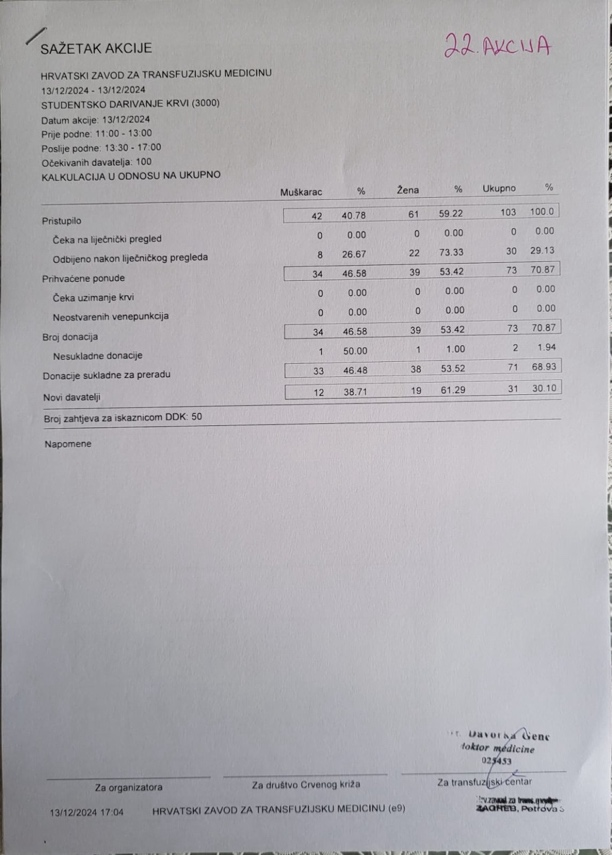 SAŽETAK AKCIJE
22. AKCIJA
HRVATSKI ZAVOD ZA TRANSFUZIJSKU MEDICINU
13/12/2024 - 13/12/2024
STUDENTSKO DARIVANJE KRVI (3000)
Datum akcije: 13/12/2024
Prije podne: 11:00 - 13:00
Poslije podne: 13:30 - 17:00
Očekivanih davatelja: 100
KALKULACIJA U ODNOSU NA UKUPNO
Muškarac % Žena % Ukupno %
Pristupilo 42 40.78 61 59.22 103 100.0
Čeka na liječnički pregled 0 0.00 0 0.00 0 0.00
Odbijeno nakon liječničkog pregleda 8 26.67 22 73.33 30 29.13
Prihvaćene ponude 34 46.58 39 53.42 73 70.87
Čeka uzimanje krvi 0 0.00 0 0.00 0 0.00
Neostvarenih venepunkcija 0 0.00 0 0.00 0 0.00
Broj donacija 34 46.58 39 53.42 73 70.87
Nesukladne donacije 1 50.00 1 1.00 2 1.94
Donacije sukladne za preradu 33 46.48 38 53.52 71 68.93
Novi davatelji 12 38.71 19 61.29 31 30.10
Broj zahtjeva za iskaznicom DDK: 50
Napomene
Davorka Genc
doktor medicine
025453
Za organizatora
Za društvo Crvenog križa
Za transfuzijski centar
13/12/2024 17:04 HRVATSKI ZAVOD ZA TRANSFUZIJSKU MEDICINU (e9)
ZAGREB, Petrova